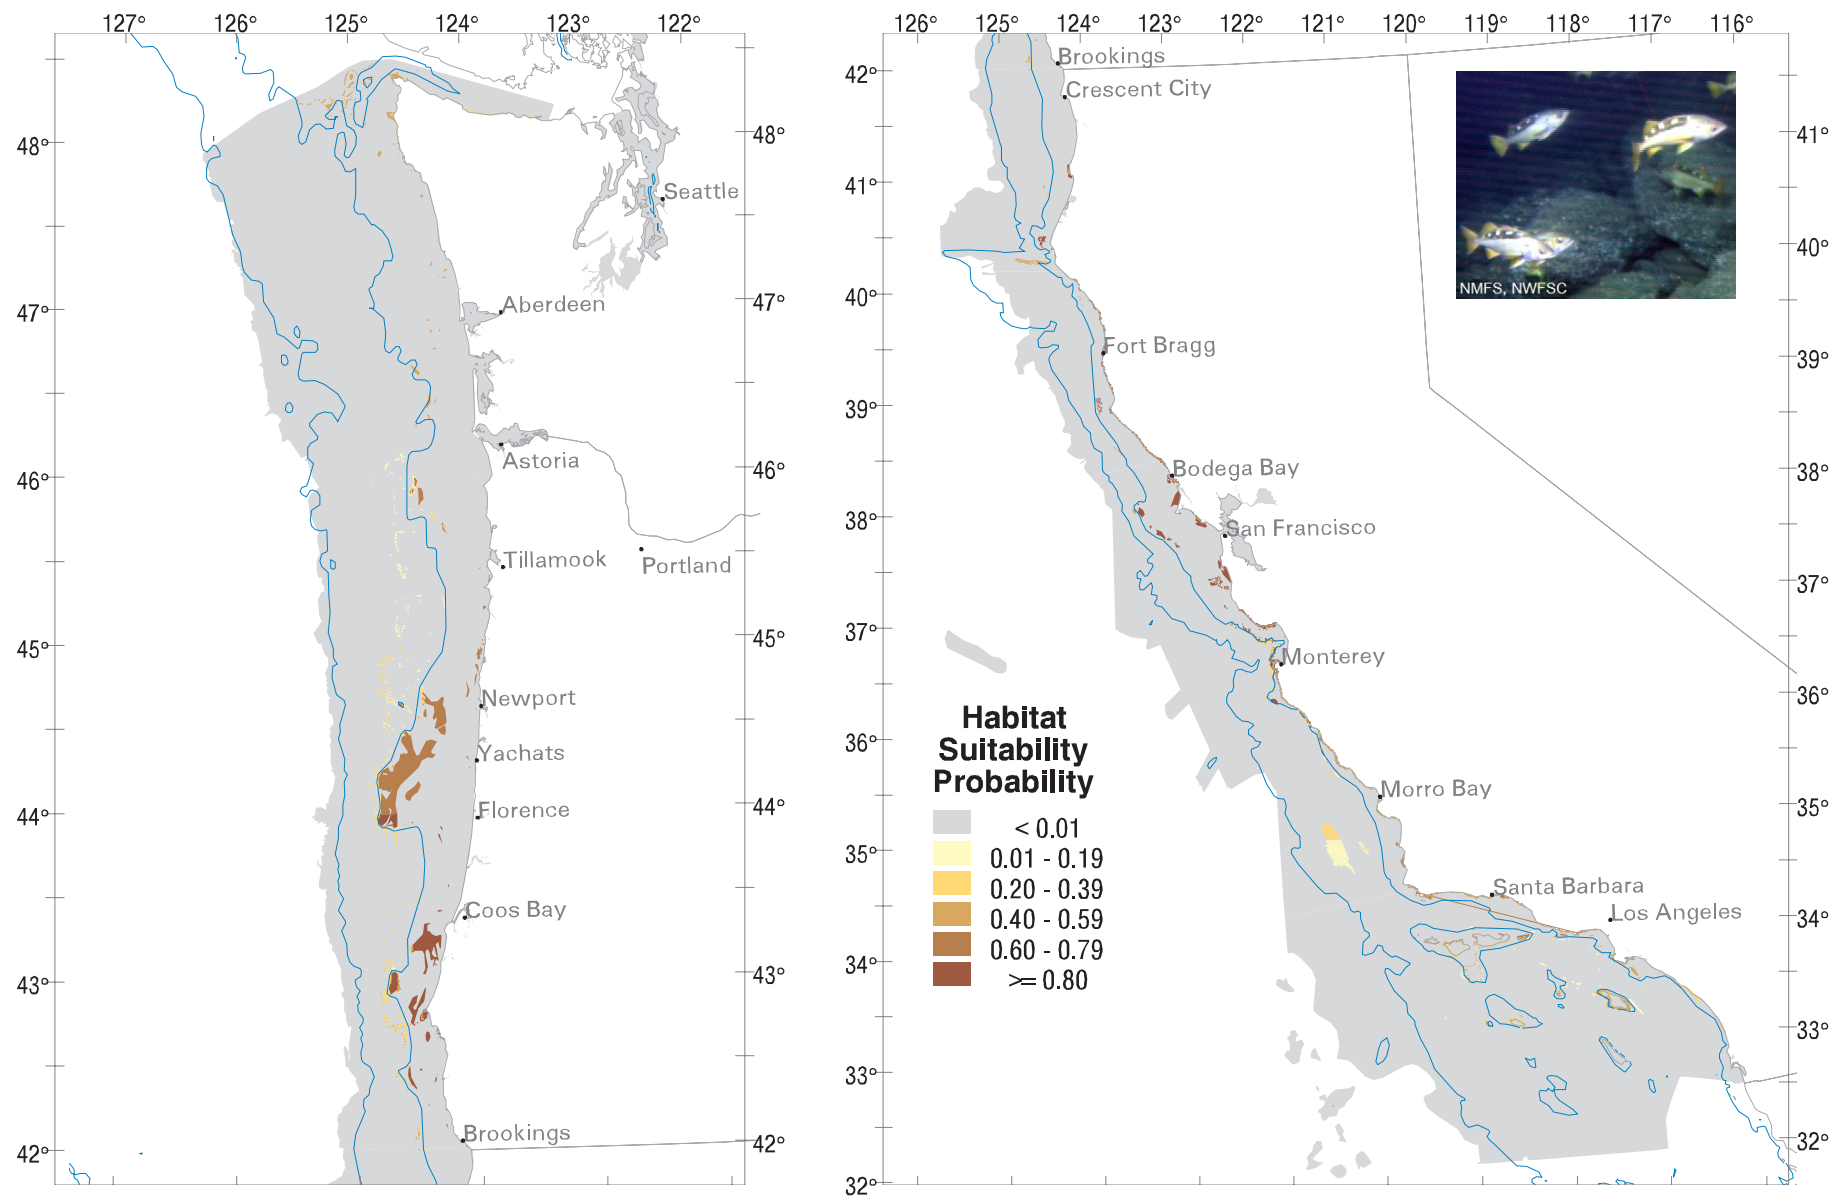 127° 126° 125° 124° 123° 122°
48° 48°
Seattle
47° 47°
Aberdeen
46° 46°
Astoria
Tillamook
Portland
45° 45°
Newport
Yachats
44° 44°
Florence
Coos Bay
43° 43°
Brookings
42° 42°
126° 125° 124° 123° 122° 121° 120° 119° 118° 117° 116°
Brookings
42°
Crescent City
41° 41°
40° 40°
NMFS, NWFSC
Fort Bragg
39° 39°
Bodega Bay
38° 38°
San Francisco
37° 37°
Monterey
36° 36°
Morro Bay
35° 35°
Santa Barbara
Los Angeles
34° 34°
33° 33°
32° 32°
Habitat
Suitability
Probability
< 0.01
0.01 - 0.19
0.20 - 0.39
0.40 - 0.59
0.60 - 0.79
>= 0.80